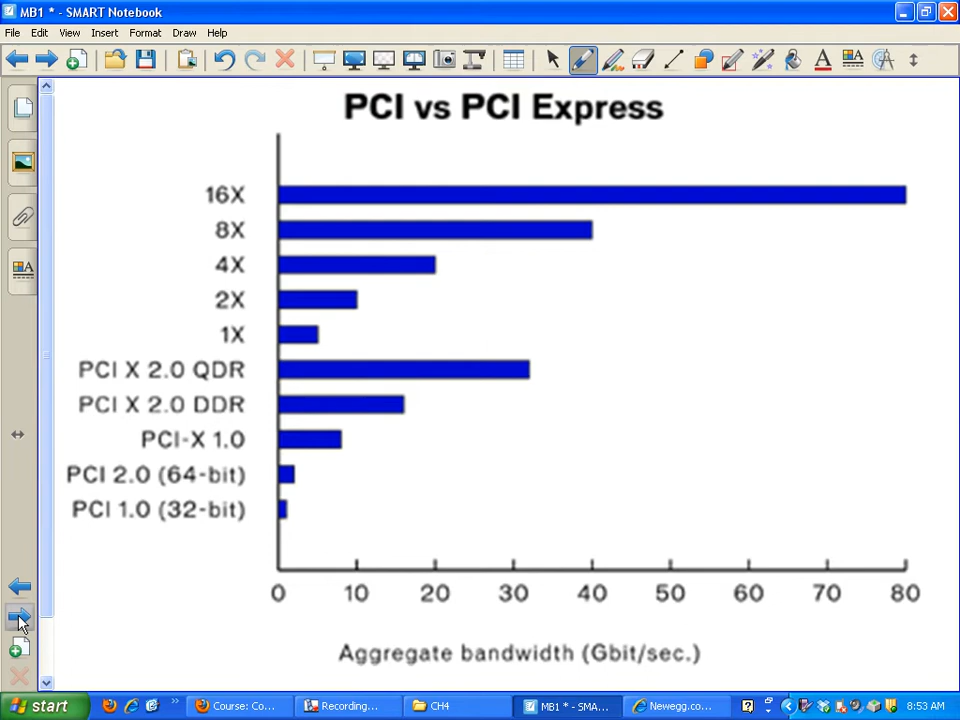 MB1 * - SMART Notebook
File Edit View Insert Format Draw Help
PCI vs PCI Express
16X
8X
4X
2X
1X
PCI X 2.0 QDR
PCI X 2.0 DDR
PCI-X 1.0
PCI 2.0 (64-bit)
PCI 1.0 (32-bit)
0 10 20 30 40 50 60 70 80
Aggregate bandwidth (Gbit/sec.)
start Course: Co... Recording... CH4 MB1 * - SMA... Newegg.co... 8:53 AM